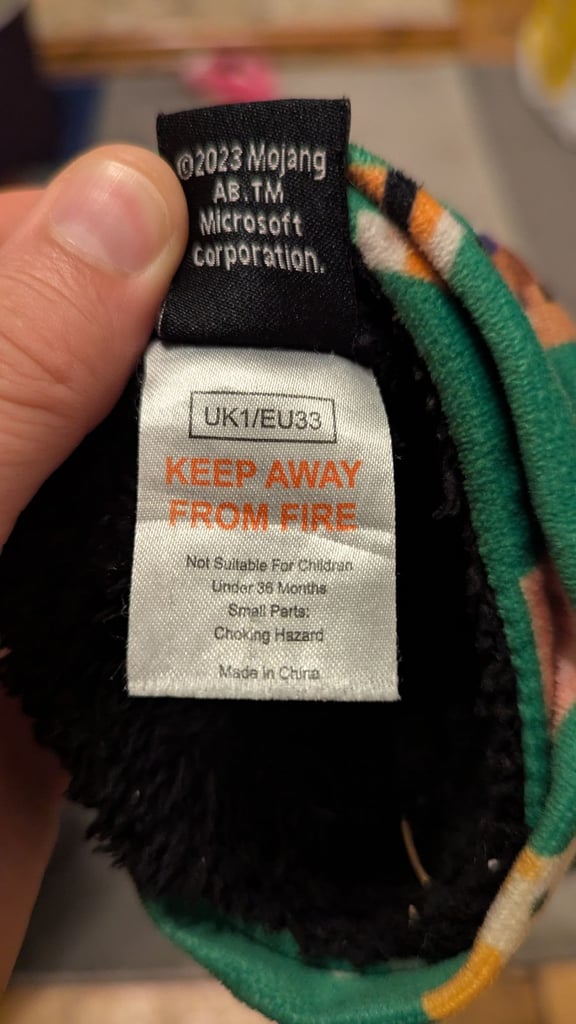 ©2023 Mojang
AB.TM
Microsoft
corporation.
UK1/EU33
KEEP AWAY
FROM FIRE
Not Suitable For Children
Under 36 Months
Small Parts:
Choking Hazard
Made In China